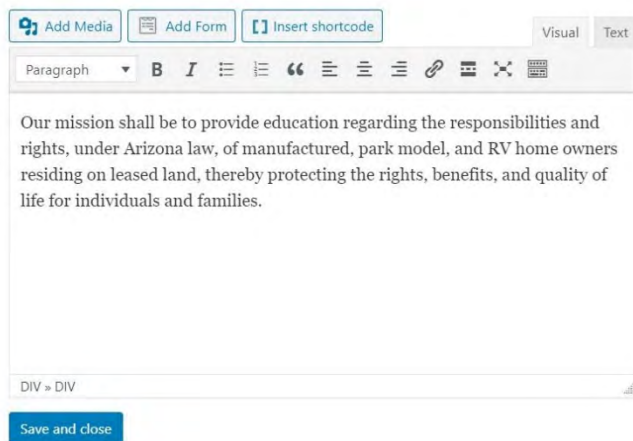 Add Media Add Form [ ] Insert shortcode Visual Text
Paragraph B I
Our mission shall be to provide education regarding the responsibilities and
rights, under Arizona law, of manufactured, park model, and RV home owners
residing on leased land, thereby protecting the rights, benefits, and quality of
life for individuals and families.
DIV » DIV
Save and close